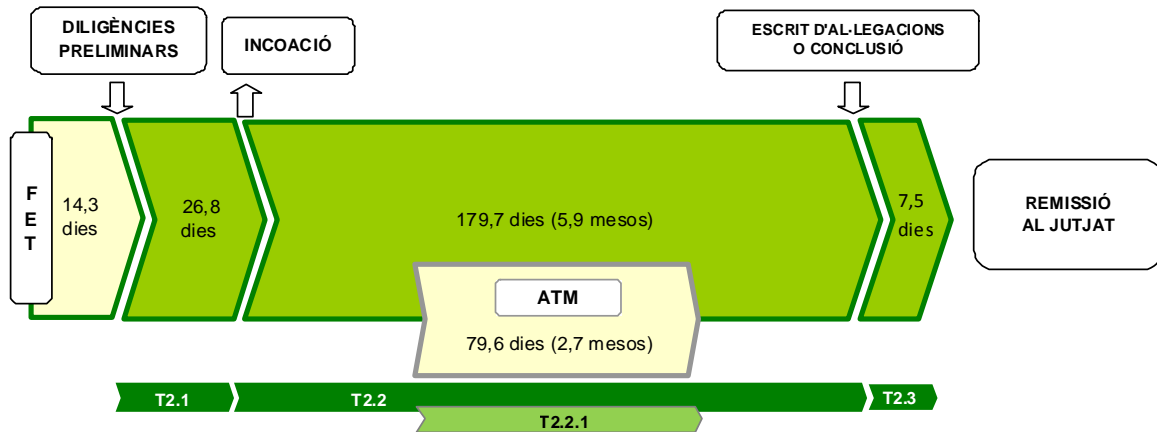 DILIGÈNCIES
PRELIMINARS
INCOACIÓ
ESCRIT D'AL·LEGACIONS
O CONCLUSIÓ
F
E
T
14,3
dies
26,8
dies
179,7 dies (5,9 mesos)
7,5
dies
REMISSIÓ
AL JUTJAT
ATM
79,6 dies (2,7 mesos)
T2.1
T2.2
T2.3
T2.2.1